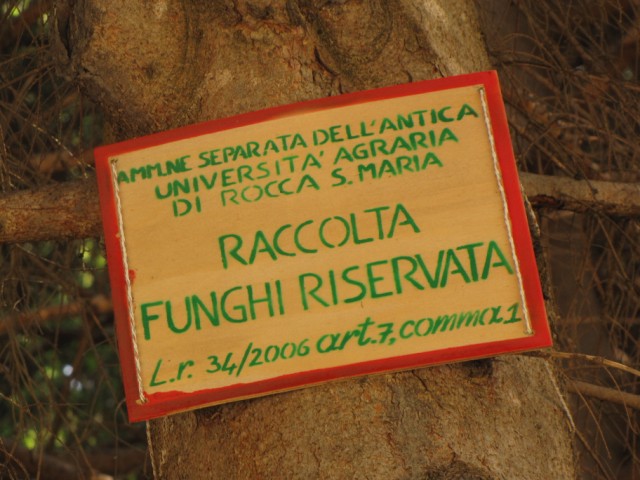 AMM.NE SEPARATA DELL'ANTICA
UNIVERSITA' AGRARIA
DI ROCCA S. MARIA
RACCOLTA
FUNGHI RISERVATA
L.r. 34/2006 art.7, comma 1